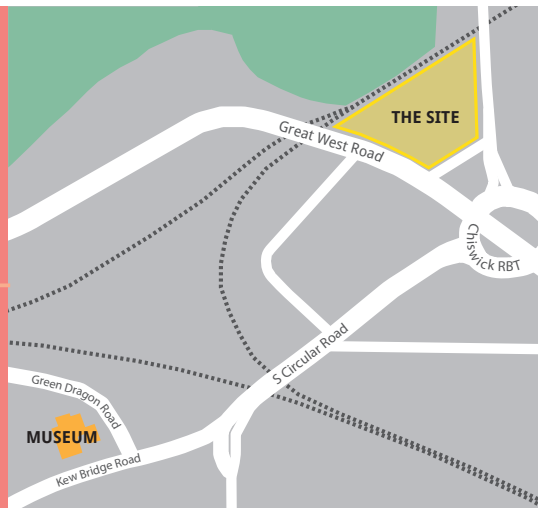 THE SITE
Great West Road
Chiswick RBT
S Circular Road
Green Dragon Road
MUSEUM
Kew Bridge Road